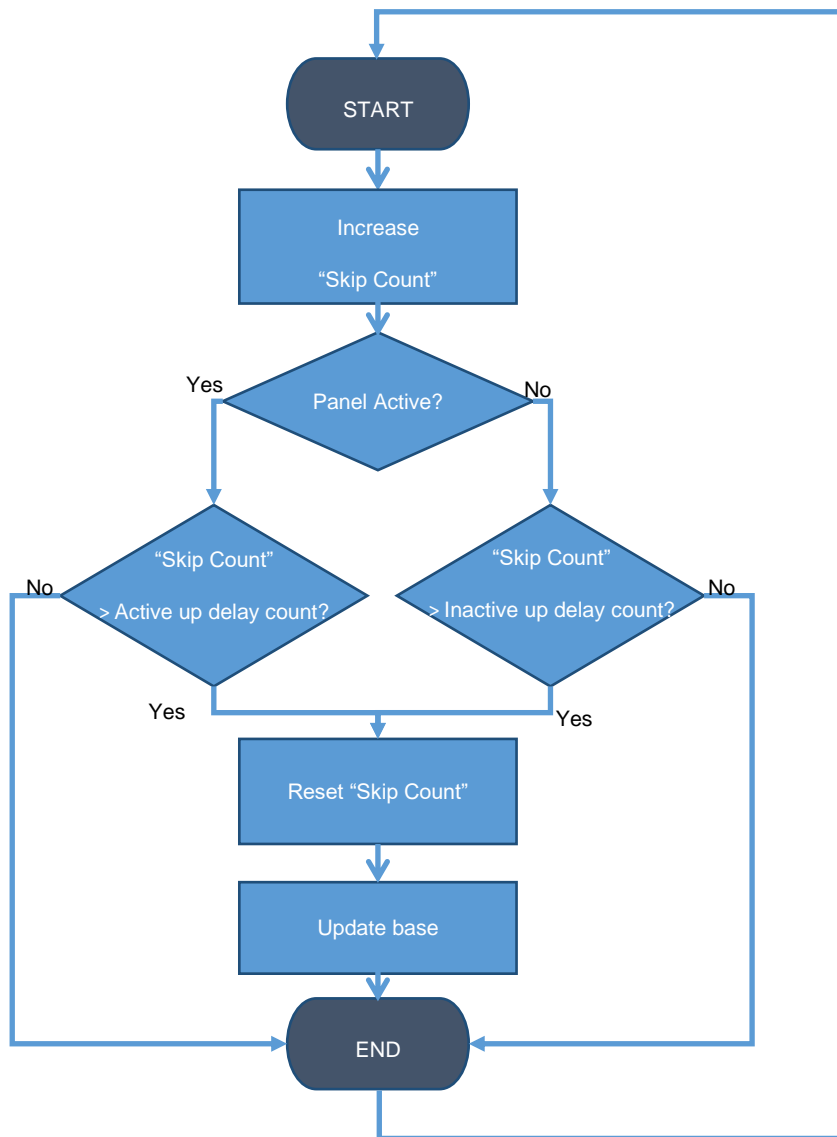 START
Increase
“Skip Count”
Yes
No
Panel Active?
“Skip Count”
> Active up delay count?
No
“Skip Count”
> Inactive up delay count?
No
Yes
Yes
Reset “Skip Count”
Update base
END